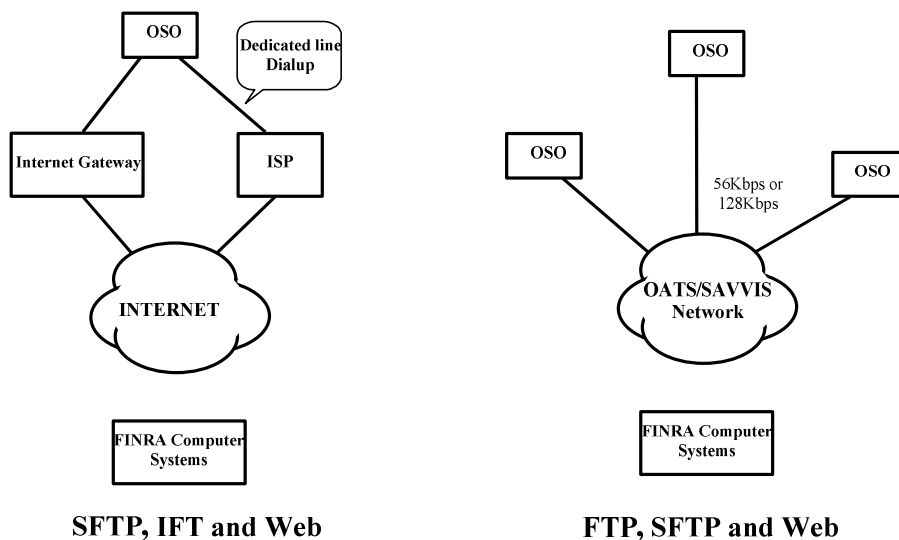 OSO
Dedicated line
Dialup
Internet Gateway
ISP
INTERNET
FINRA Computer
Systems
SFTP, IFT and Web
OSO
OSO
OSO
56Kbps or
128Kbps
OATS/SAVVIS
Network
FINRA Computer
Systems
FTP, SFTP and Web